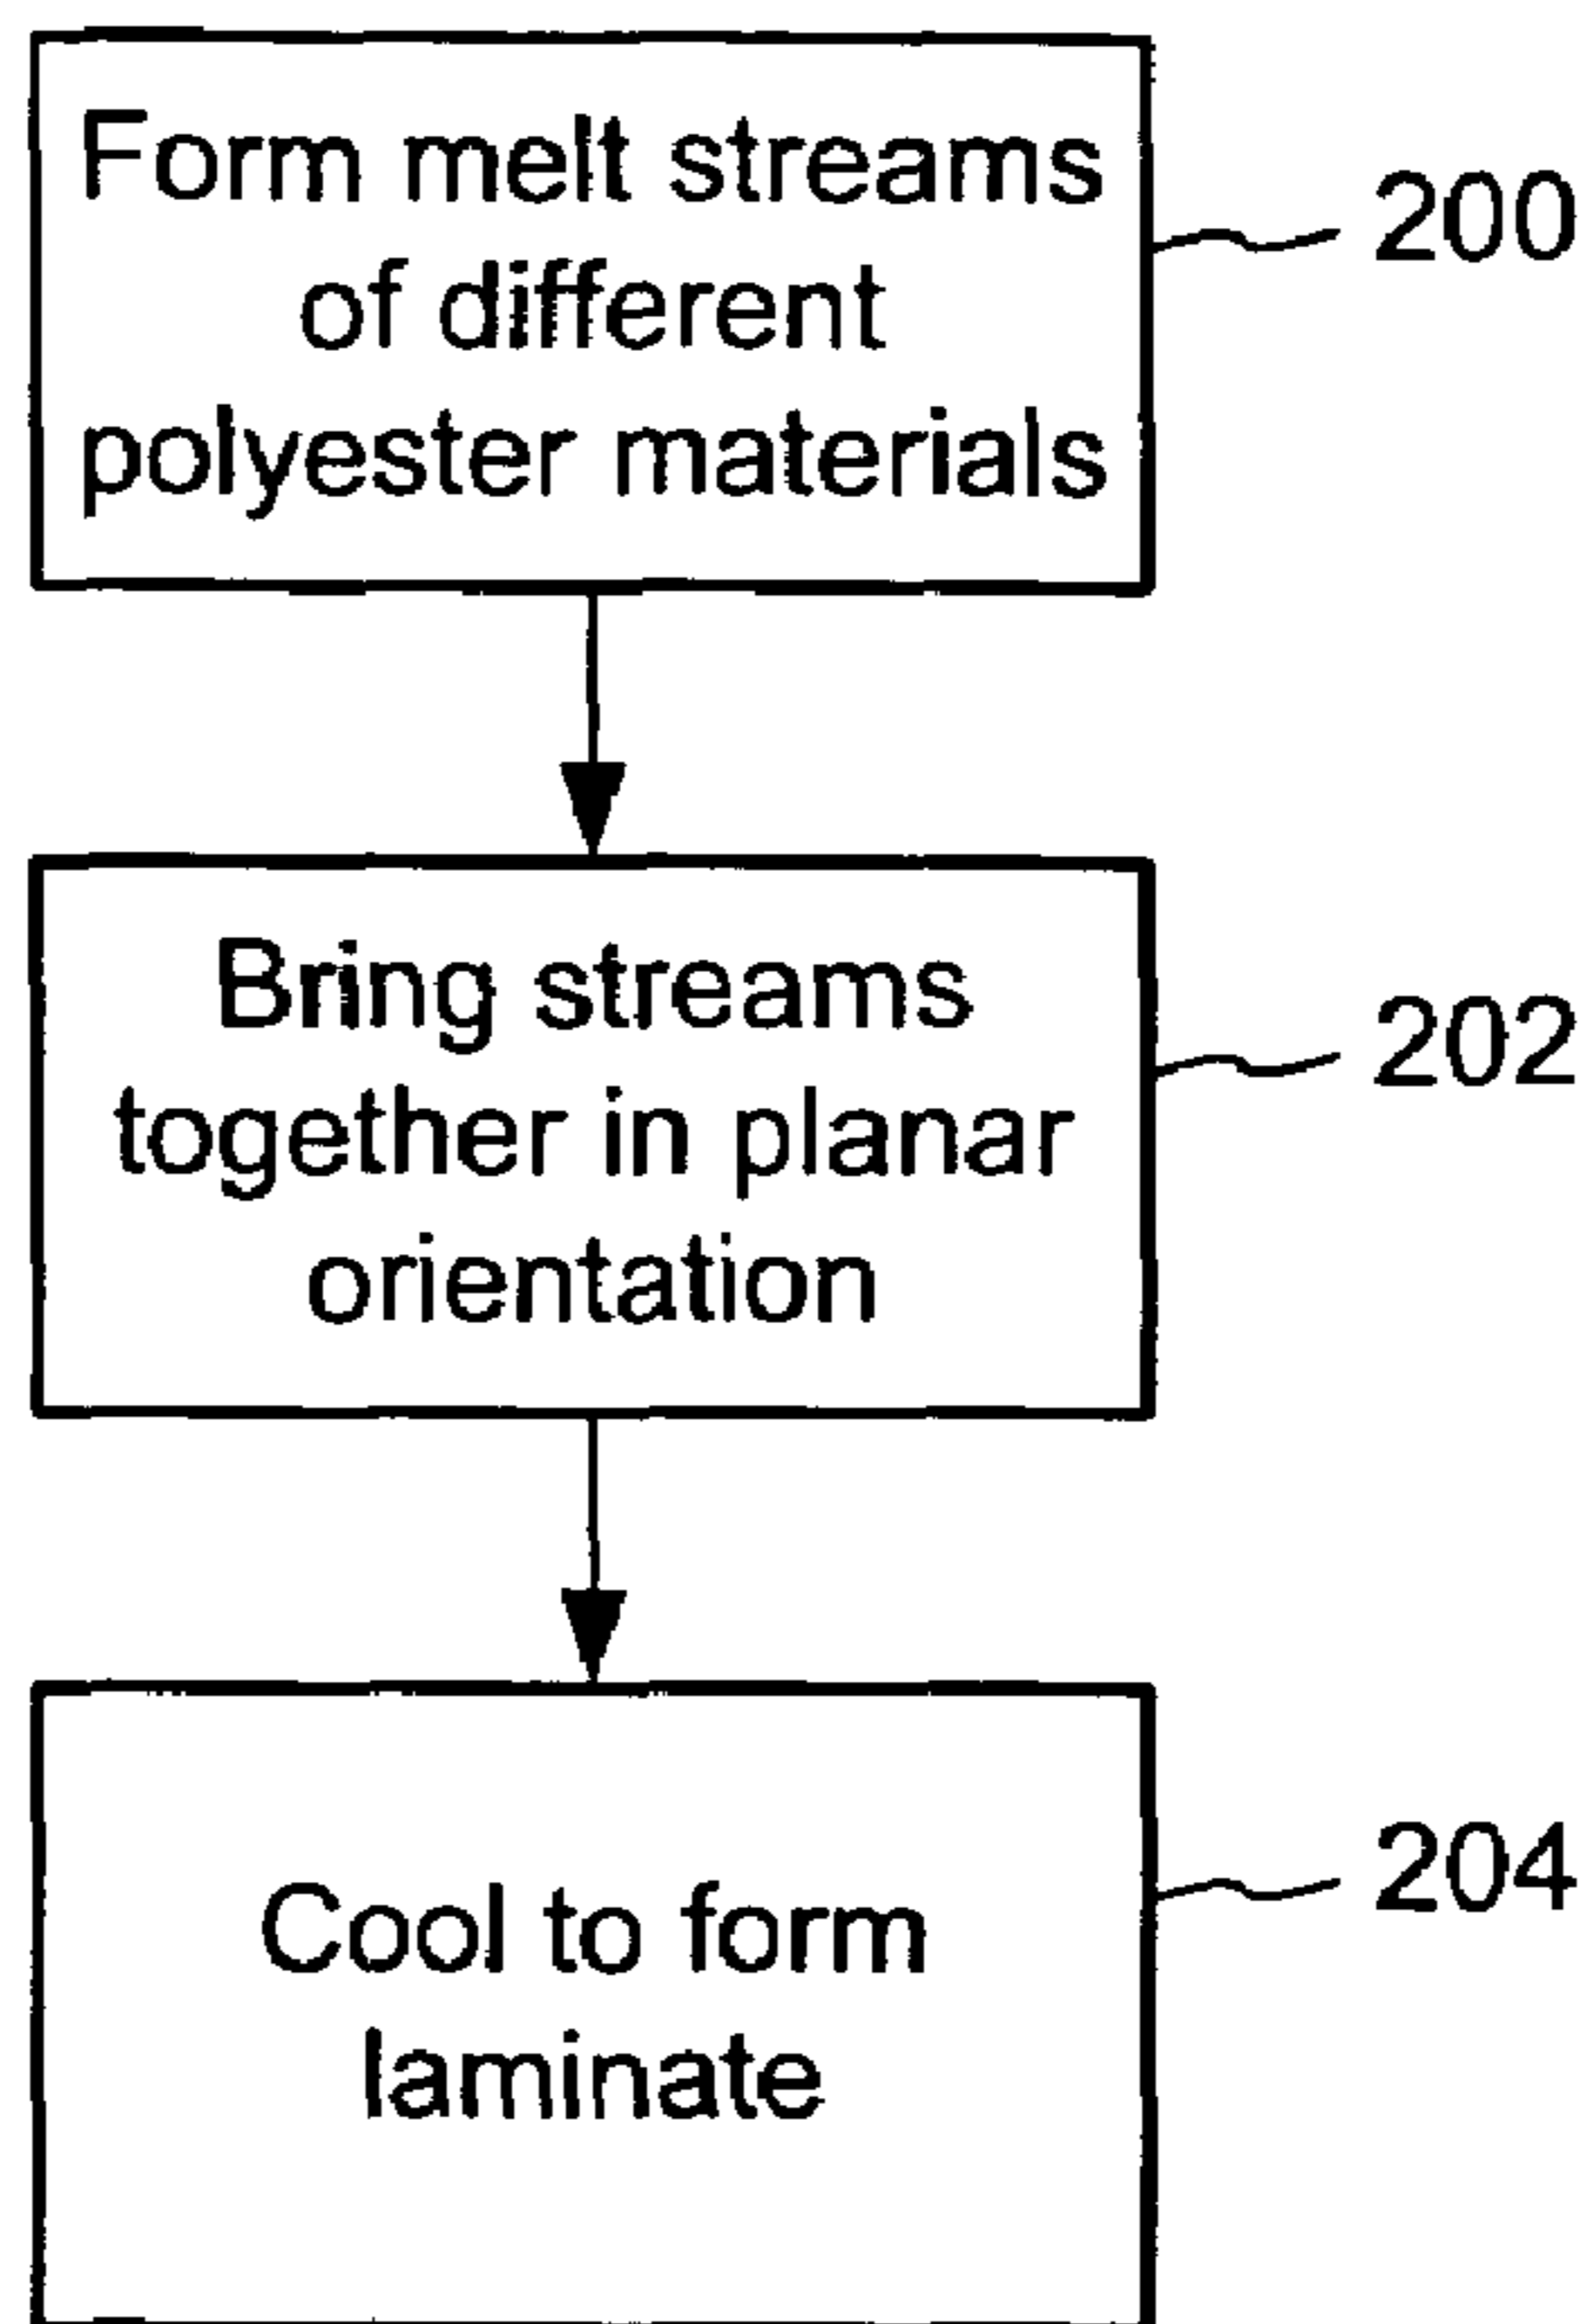 Form melt streams
of different
polyester materials
200
Bring streams
together in planar
orientation
202
Cool to form
laminate
204